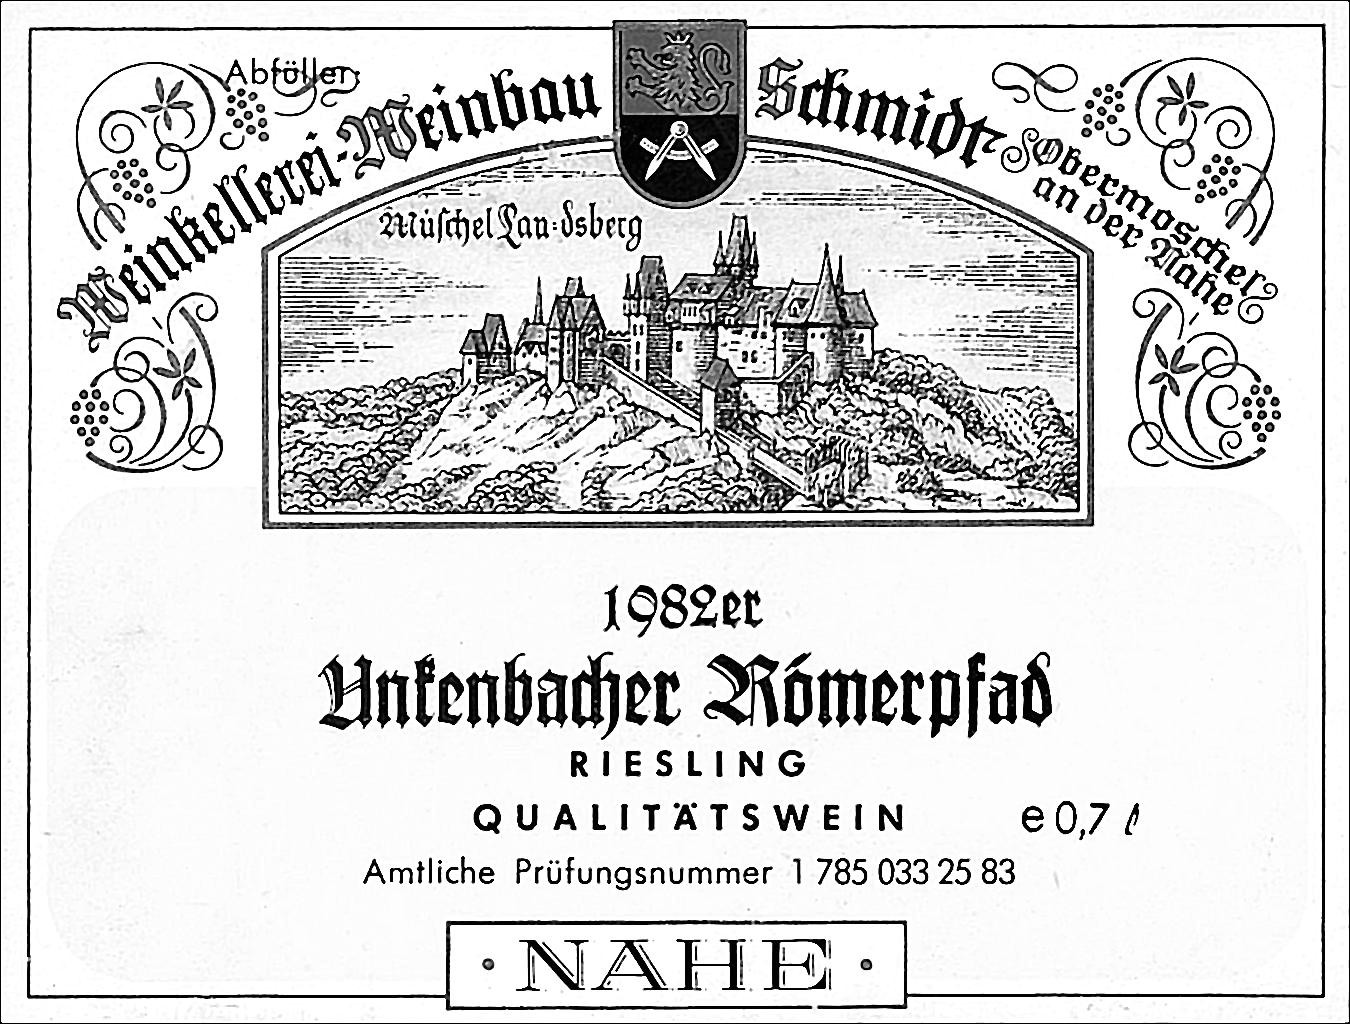 Abfüller:
Weinkellerei-Weinbau Schmidt
Obermoschel
an der Nahe
Müschel Lan=dsberg
1982er
Unkenbacher Römerpfad
RIESLING
QUALITÄTSWEIN e 0,7 ℓ
Amtliche Prüfungsnummer 1 785 033 25 83
· NAHE ·